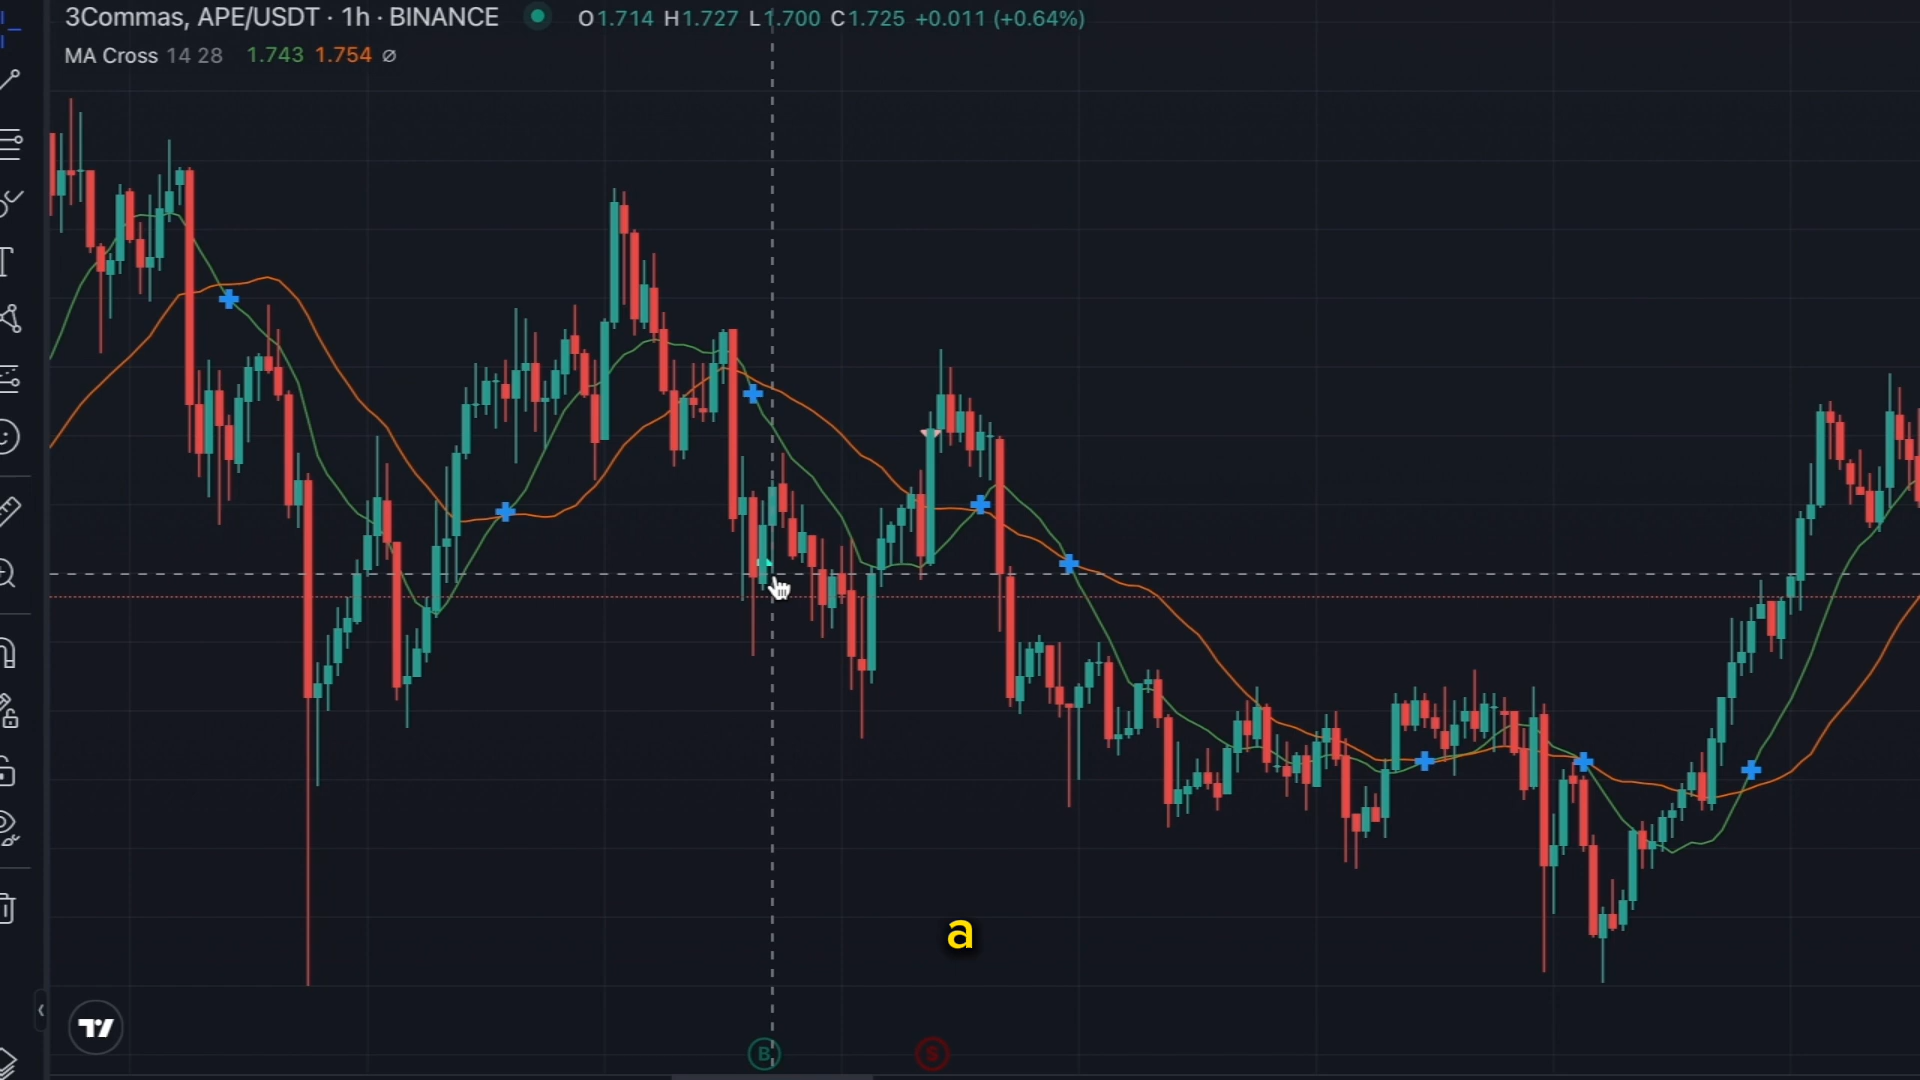 3Commas, APE/USDT · 1h · BINANCE O1.714 H1.727 L1.700 C1.725 +0.011 (+0.64%)
MA Cross 14 28 1.743 1.754 ∅
a
B S